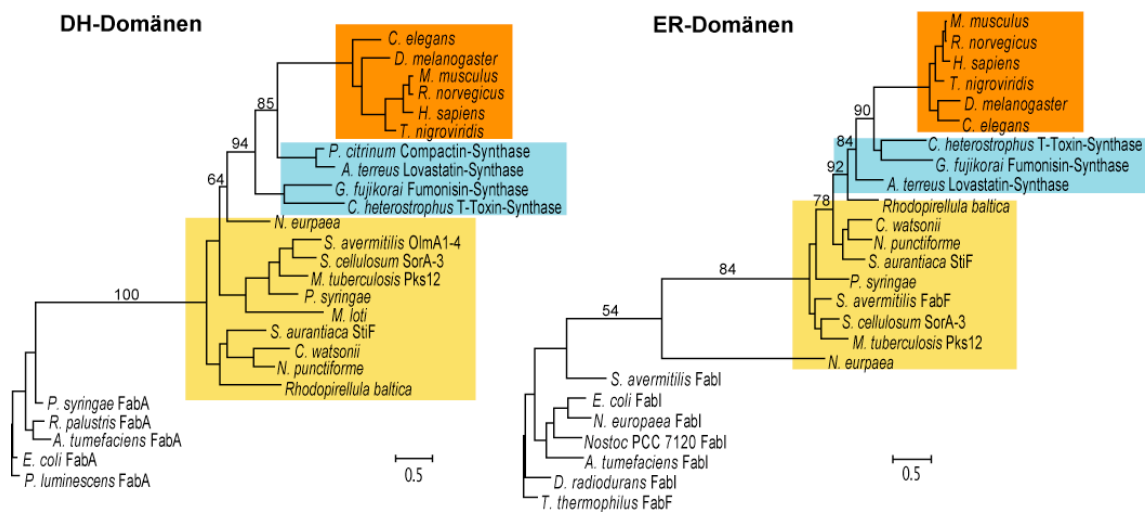 DH-Domänen
C. elegans
D. melanogaster
M. musculus
R. norvegicus
H. sapiens
T. nigroviridis
85
P. citrinum Compactin-Synthase
A. terreus Lovastatin-Synthase
94
G. fujikorai Fumonisin-Synthase
C. heterostrophus T-Toxin-Synthase
64
N. eurpaea
S. avermitilis OlmA1-4
S. cellulosum SorA-3
M. tuberculosis Pks12
P. syringae
M. loti
100
S. aurantiaca StiF
C. watsonii
N. punctiforme
Rhodopirellula baltica
P. syringae FabA
R. palustris FabA
A. tumefaciens FabA
E. coli FabA
P. luminescens FabA
0.5
ER-Domänen
M. musculus
R. norvegicus
H. sapiens
T. nigroviridis
D. melanogaster
C. elegans
90
C. heterostrophus T-Toxin-Synthase
84
G. fujikorai Fumonisin-Synthase
92
A. terreus Lovastatin-Synthase
78
Rhodopirellula baltica
C. watsonii
N. punctiforme
S. aurantiaca StiF
84
P. syringae
S. avermitilis FabF
S. cellulosum SorA-3
M. tuberculosis Pks12
54
N. eurpaea
S. avermitilis FabI
E. coli FabI
N. europaea FabI
Nostoc PCC 7120 FabI
A. tumefaciens FabI
D. radiodurans FabI
T. thermophilus FabF
0.5